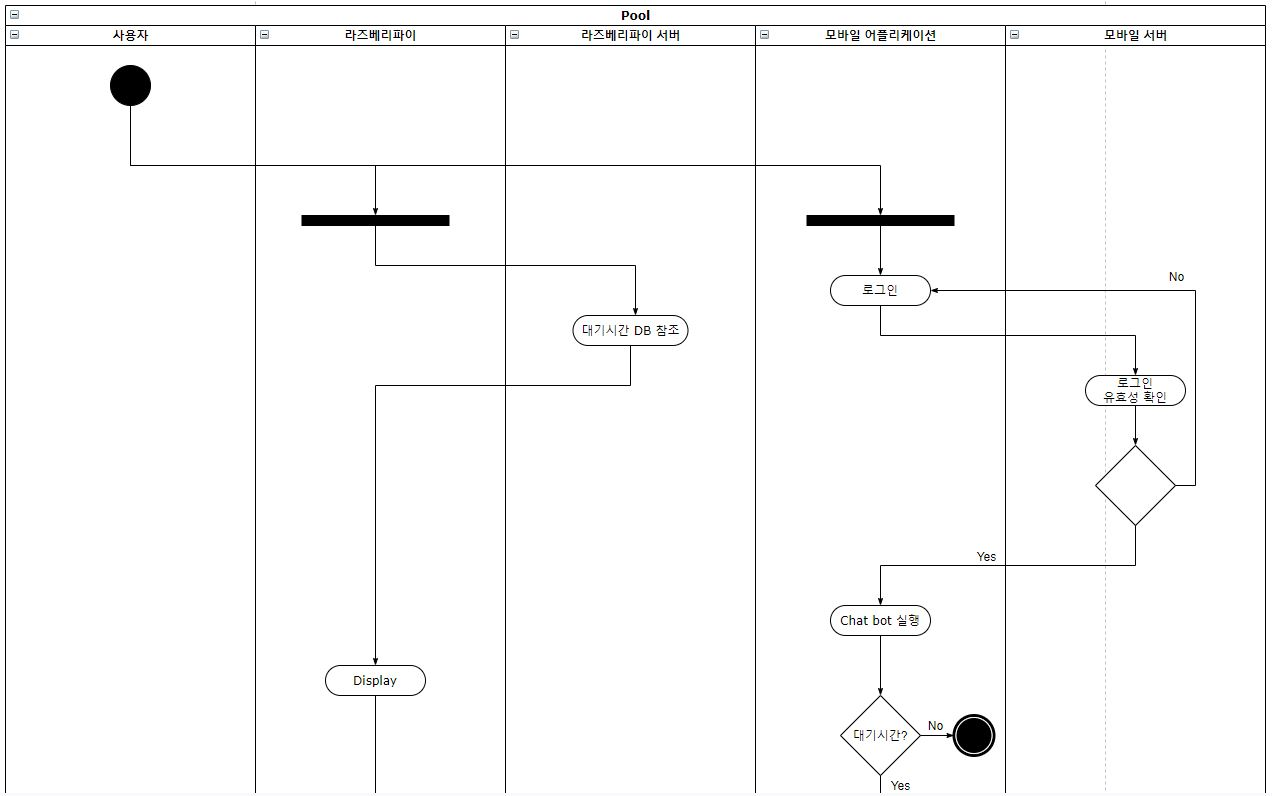 Pool
사용자
라즈베리파이
라즈베리파이 서버
모바일 어플리케이션
모바일 서버
No
로그인
대기시간 DB 참조
로그인
유효성 확인
Yes
Chat bot 실행
Display
대기시간?
No
Yes